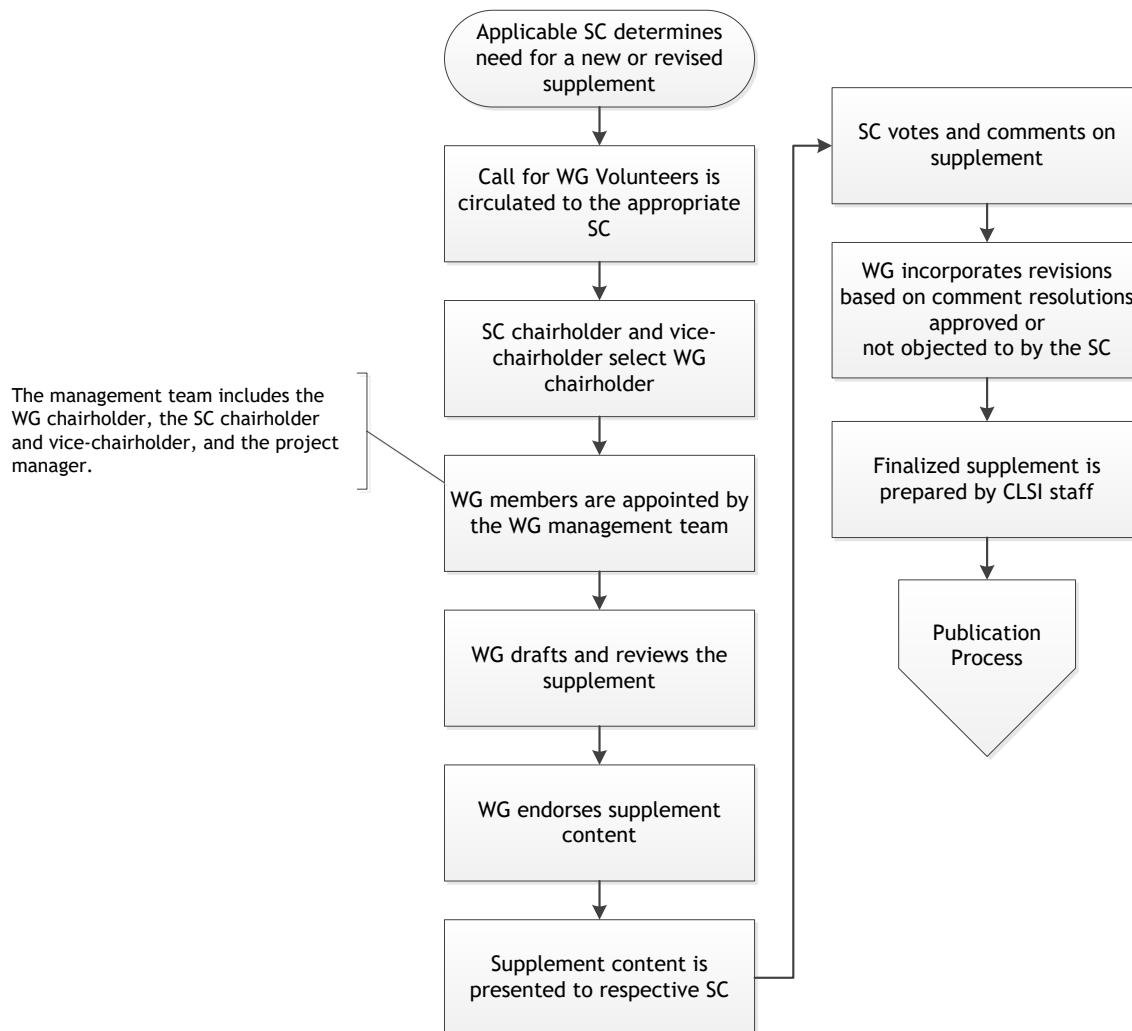 Applicable SC determines
need for a new or revised
supplement
Call for WG Volunteers is
circulated to the appropriate
SC
SC chairholder and vice-
chairholder select WG
chairholder
The management team includes the
WG chairholder, the SC chairholder
and vice-chairholder, and the project
manager.
WG members are appointed by
the WG management team
WG drafts and reviews the
supplement
WG endorses supplement
content
Supplement content is
presented to respective SC
SC votes and comments on
supplement
WG incorporates revisions
based on comment resolutions
approved or
not objected to by the SC
Finalized supplement is
prepared by CLSI staff
Publication
Process